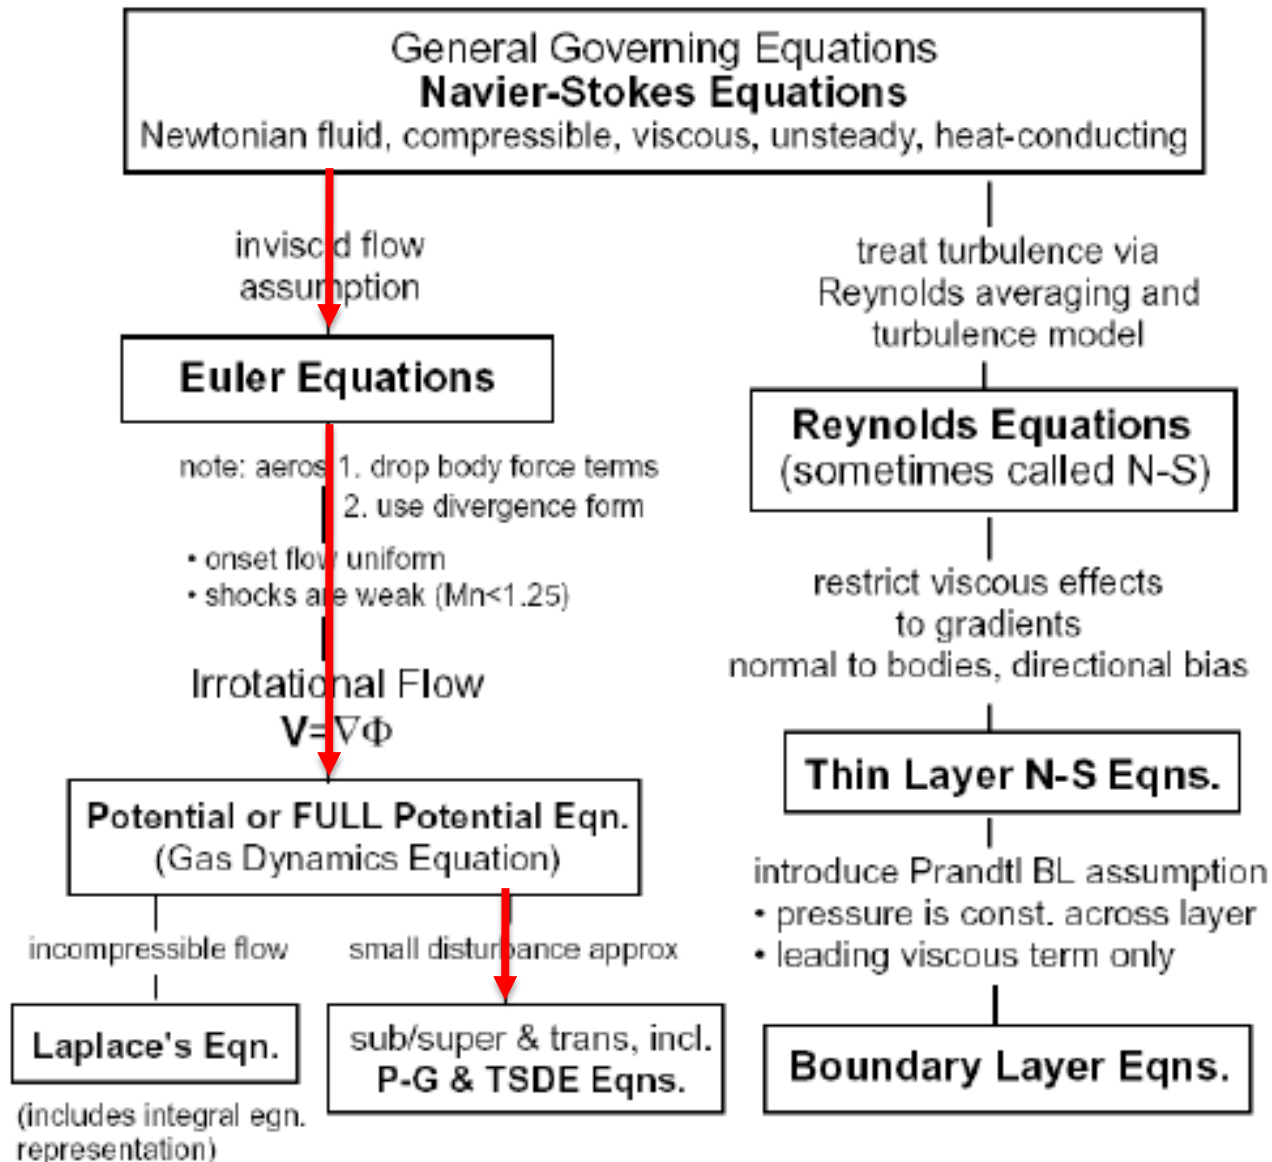 General Governing Equations
Navier-Stokes Equations
Newtonian fluid, compressible, viscous, unsteady, heat-conducting
inviscid flow
assumption
Euler Equations
note: aeros 1. drop body force terms
2. use divergence form
• onset flow uniform
• shocks are weak (Mn<1.25)
Irrotational Flow
V=∇Φ
Potential or FULL Potential Eqn.
(Gas Dynamics Equation)
incompressible flow
Laplace's Eqn.
(includes integral eqn.
representation)
small disturbance approx
sub/super & trans, incl.
P-G & TSDE Eqns.
treat turbulence via
Reynolds averaging and
turbulence model
Reynolds Equations
(sometimes called N-S)
restrict viscous effects
to gradients
normal to bodies, directional bias
Thin Layer N-S Eqns.
introduce Prandtl BL assumption
• pressure is const. across layer
• leading viscous term only
Boundary Layer Eqns.